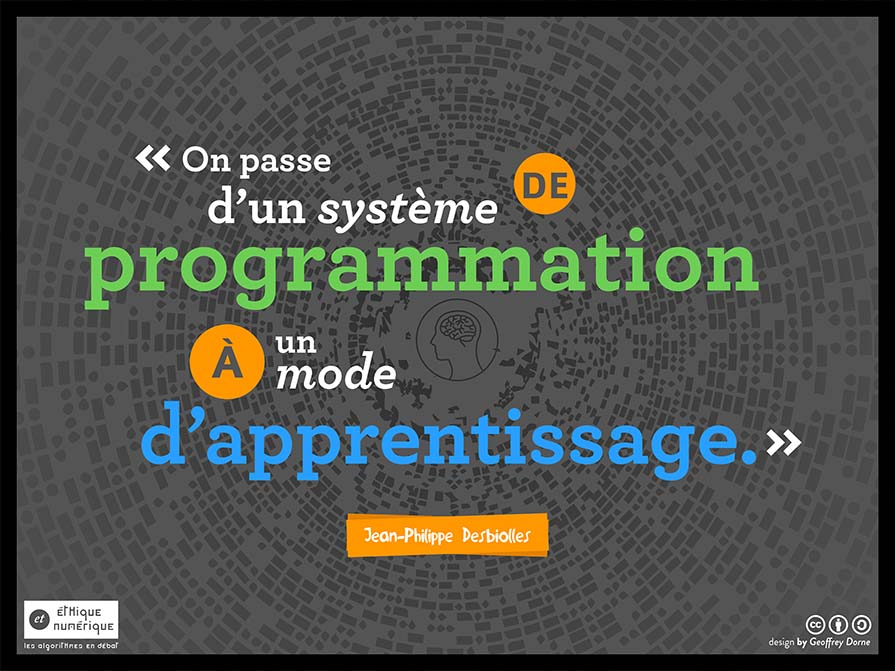 « On passe
d’un système DE
programmation
À un
mode
d’apprentissage. »
Jean-Philippe Desbiolles
et ÉTHique
NUMÉRiQUE
les algorithmes en débat
cc
design by Geoffrey Dorne